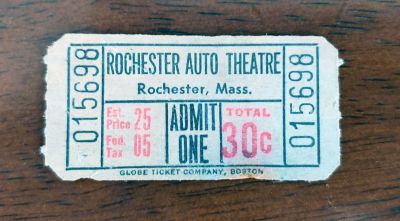 015698
ROCHESTER AUTO THEATRE
Rochester, Mass.
Est. Price 25
Fed. Tax 05
ADMIT ONE
TOTAL 30c
GLOBE TICKET COMPANY, BOSTON
015698